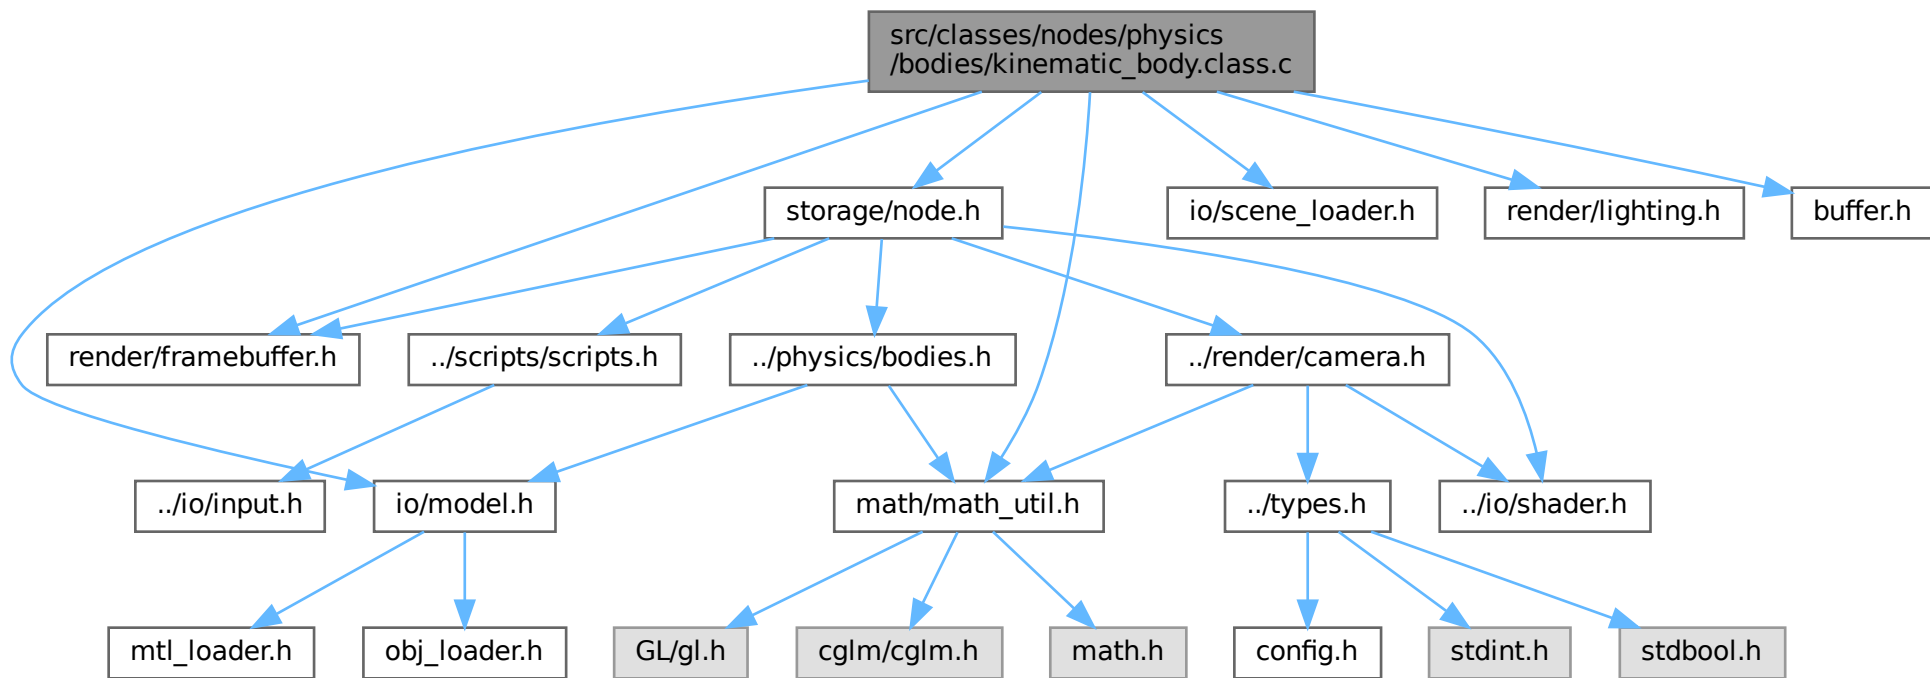 src/classes/nodes/physics
/bodies/kinematic_body.class.c
storage/node.h
io/scene_loader.h
render/lighting.h
buffer.h
render/framebuffer.h
../scripts/scripts.h
../physics/bodies.h
../render/camera.h
../io/input.h
io/model.h
math/math_util.h
../types.h
../io/shader.h
mtl_loader.h
obj_loader.h
GL/gl.h
cglm/cglm.h
math.h
config.h
stdint.h
stdbool.h